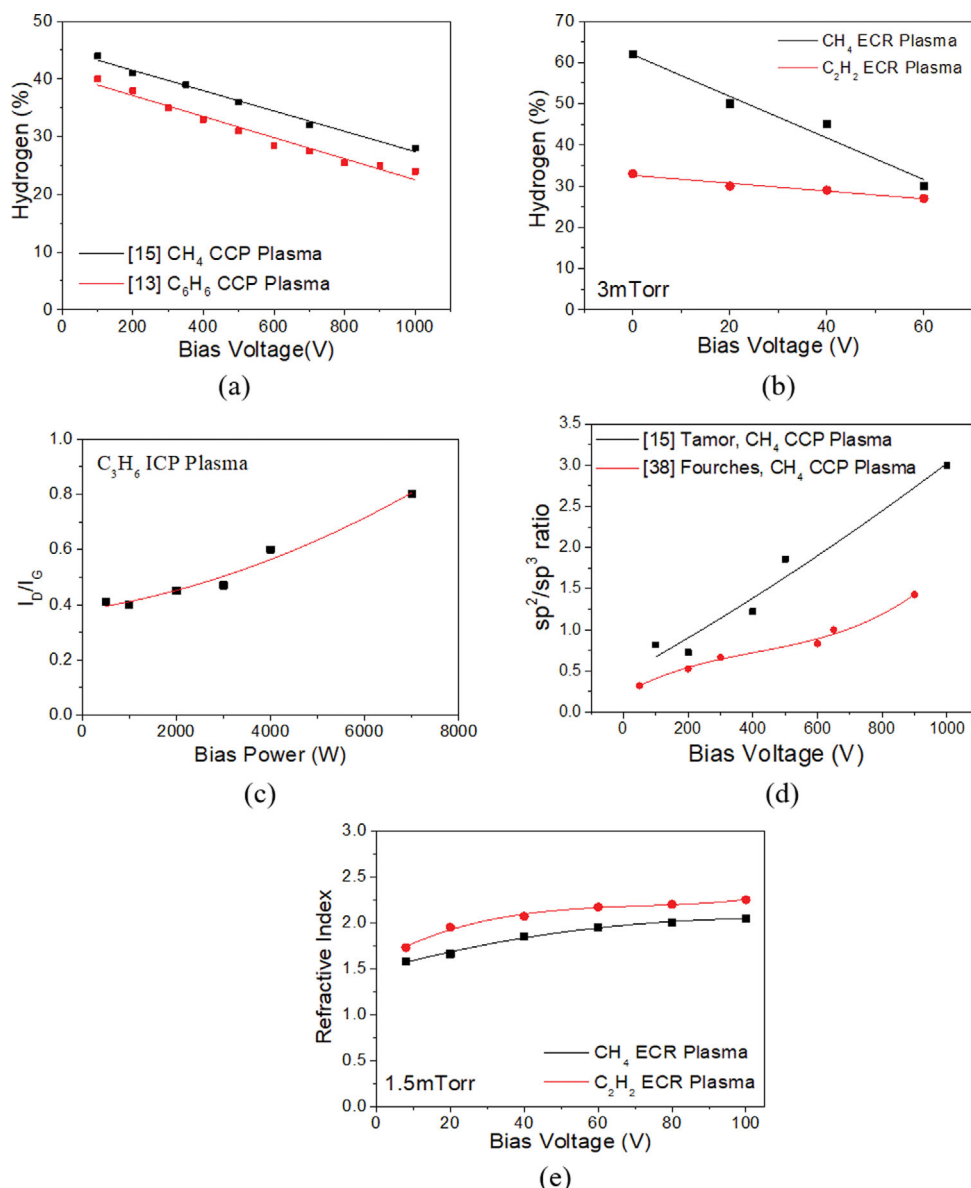 50
40
30
20
10
0
Hydrogen (%)
[15] CH4 CCP Plasma
[13] C6H6 CCP Plasma
0 200 400 600 800 1000
Bias Voltage(V)
(a)
70
60
50
40
30
20
10
0
Hydrogen (%)
CH4 ECR Plasma
C2H2 ECR Plasma
3mTorr
0 20 40 60
Bias Voltage (V)
(b)
1.0
0.8
0.6
0.4
0.2
0.0
ID/IG
C3H6 ICP Plasma
0 2000 4000 6000 8000
Bias Power (W)
(c)
3.5
3.0
2.5
2.0
1.5
1.0
0.5
0.0
sp2/sp3 ratio
[15] Tamor, CH4 CCP Plasma
[38] Fourches, CH4 CCP Plasma
0 200 400 600 800 1000
Bias Voltage (V)
(d)
3.0
2.5
2.0
1.5
1.0
0.5
0.0
Refractive Index
CH4 ECR Plasma
C2H2 ECR Plasma
1.5mTorr
0 20 40 60 80 100
Bias Voltage (V)
(e)